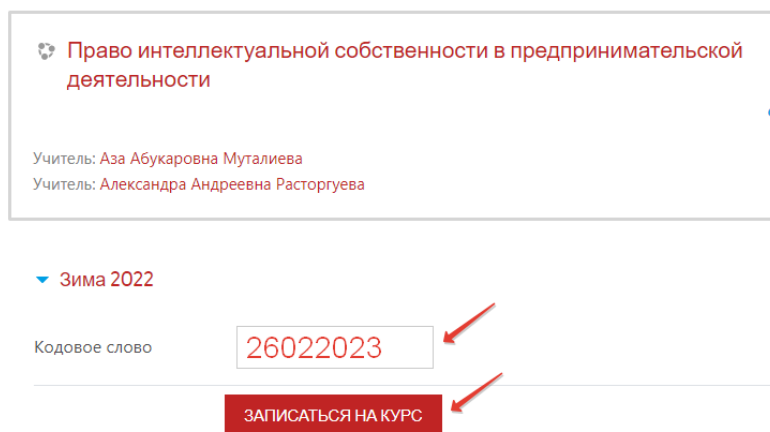 Право интеллектуальной собственности в предпринимательской
деятельности
Учитель: Аза Абукаровна Муталиева
Учитель: Александра Андреевна Расторгуева
Зима 2022
Кодовое слово
26022023
ЗАПИСАТЬСЯ НА КУРС